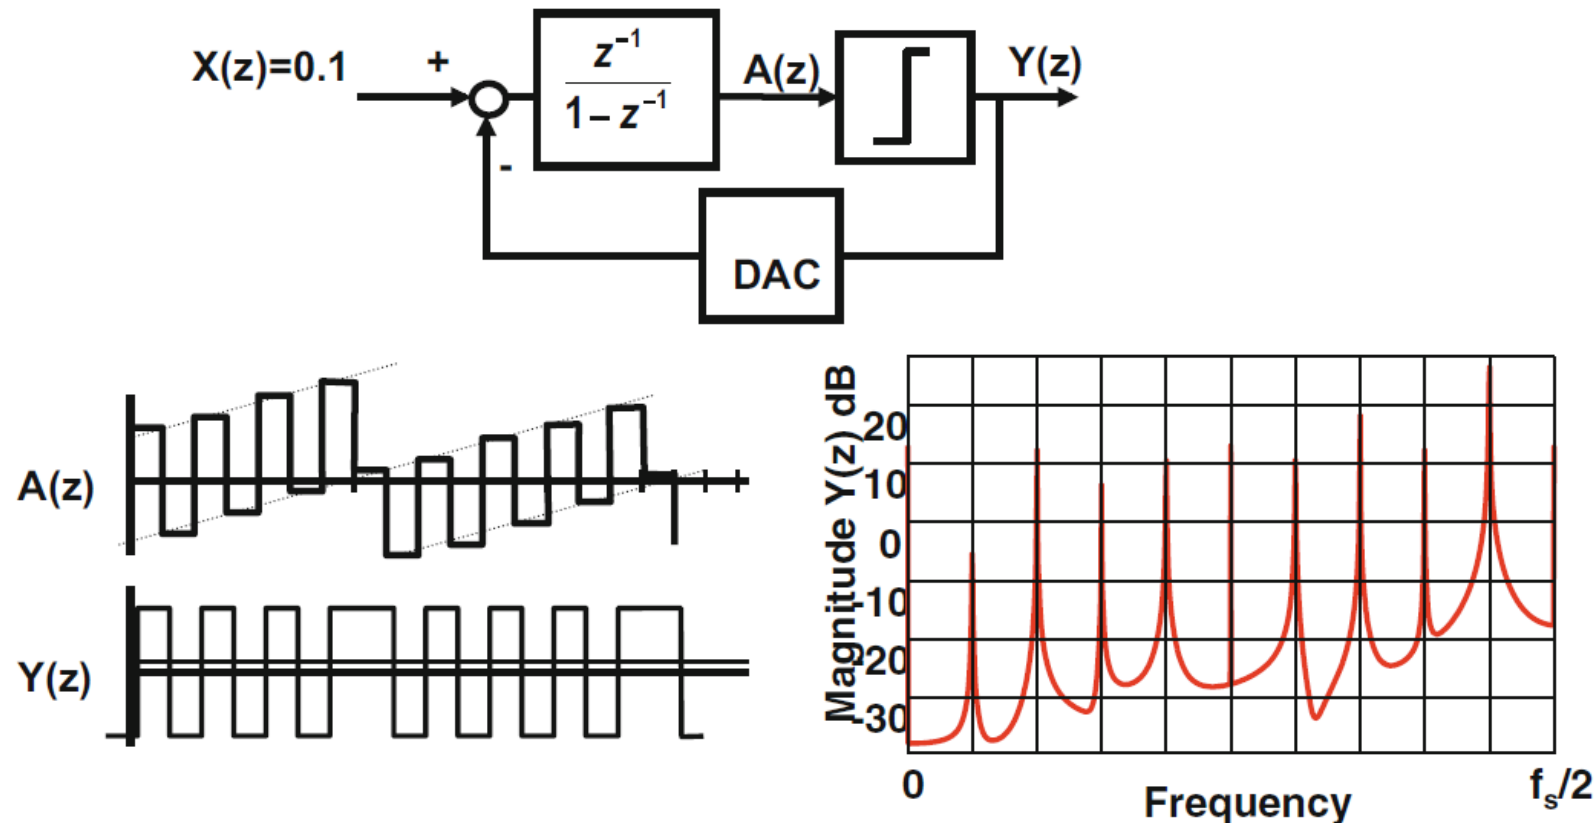 X(z)=0.1
+
z⁻¹
1– z⁻¹
A(z)
Y(z)
-
DAC
A(z)
Y(z)
Magnitude Y(z) dB
20
10
0
-10
-20
-30
0
Frequency
fₛ/2